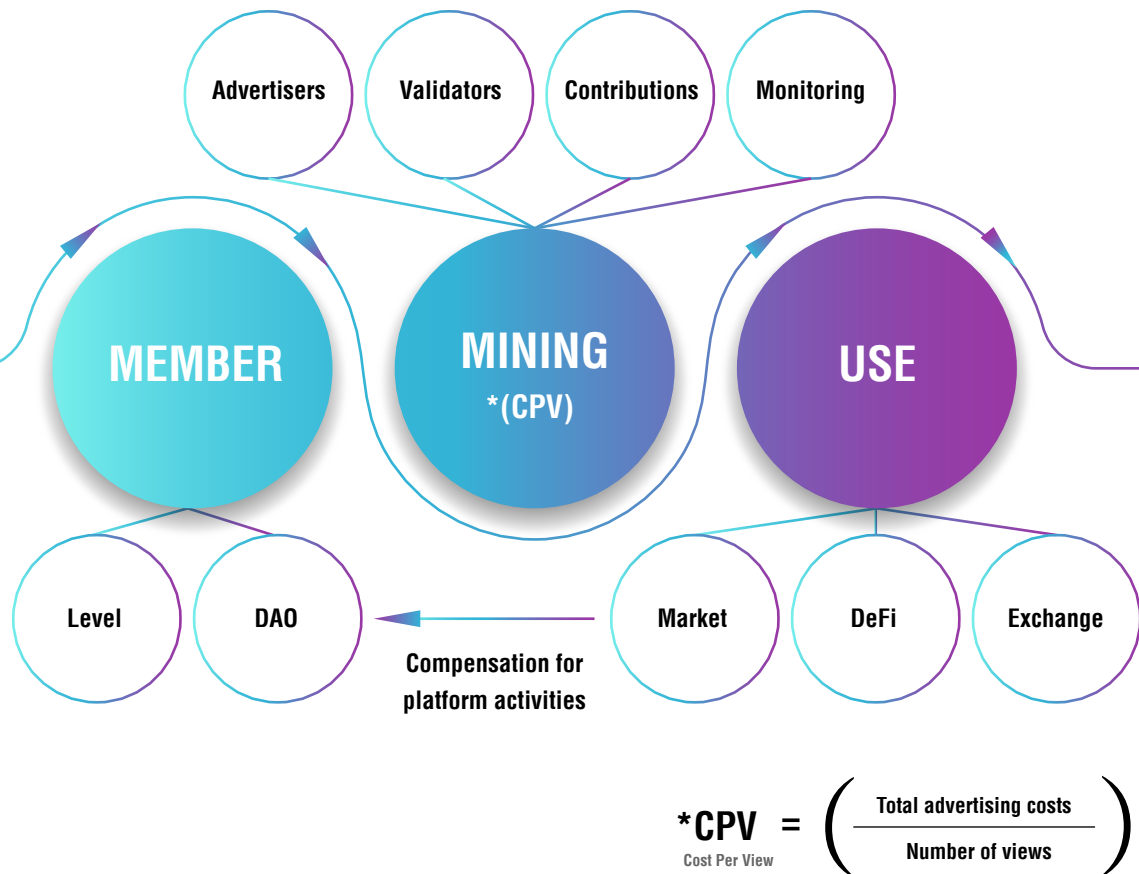 Advertisers
Validators
Contributions
Monitoring
MEMBER
MINING
*(CPV)
USE
Level
DAO
Market
DeFi
Exchange
Compensation for
platform activities
*CPV = ( Total advertising costs
Number of views )
Cost Per View